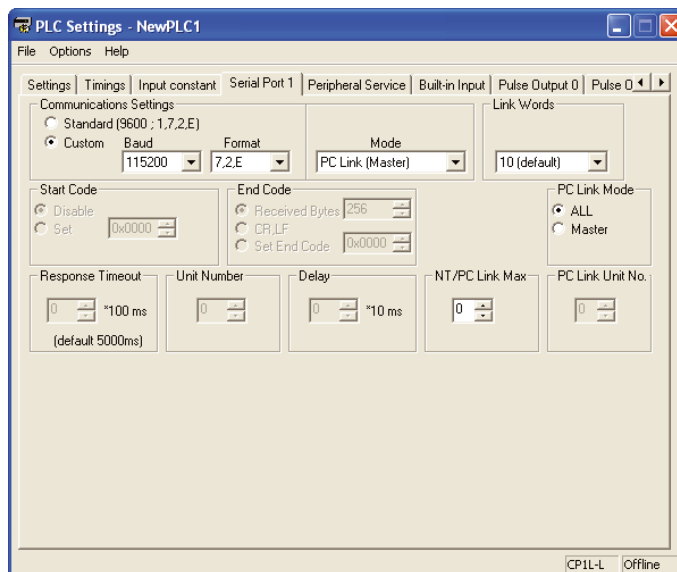 PLC Settings - NewPLC1
File Options Help
Settings Timings Input constant Serial Port 1 Peripheral Service Built-in Input Pulse Output 0 Pulse O
Communications Settings Link Words
Standard (9600 ; 1,7,2,E)
Custom Baud Format Mode
115200 7,2,E PC Link (Master) 10 (default)
Start Code End Code PC Link Mode
Disable Received Bytes 256 ALL
Set 0x0000 CR,LF Master
Set End Code 0x0000
Response Timeout Unit Number Delay NT/PC Link Max PC Link Unit No.
0 *100 ms 0 0 *10 ms 0 0
(default 5000ms)
CP1L-L Offline